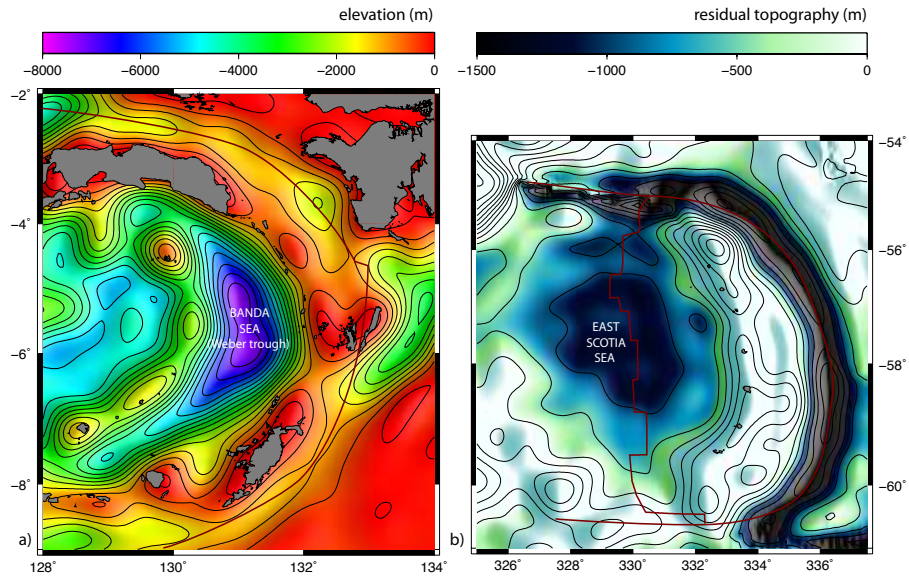 elevation (m)
−8000 −6000 −4000 −2000 0
−2˚
−4˚
−6˚
−8˚
128˚ 130˚ 132˚ 134˚
BANDA
SEA
(Weber trough)
a)
residual topography (m)
−1500 −1000 −500 0
−54˚
−56˚
−58˚
−60˚
326˚ 328˚ 330˚ 332˚ 334˚ 336˚
EAST
SCOTIA
SEA
b)